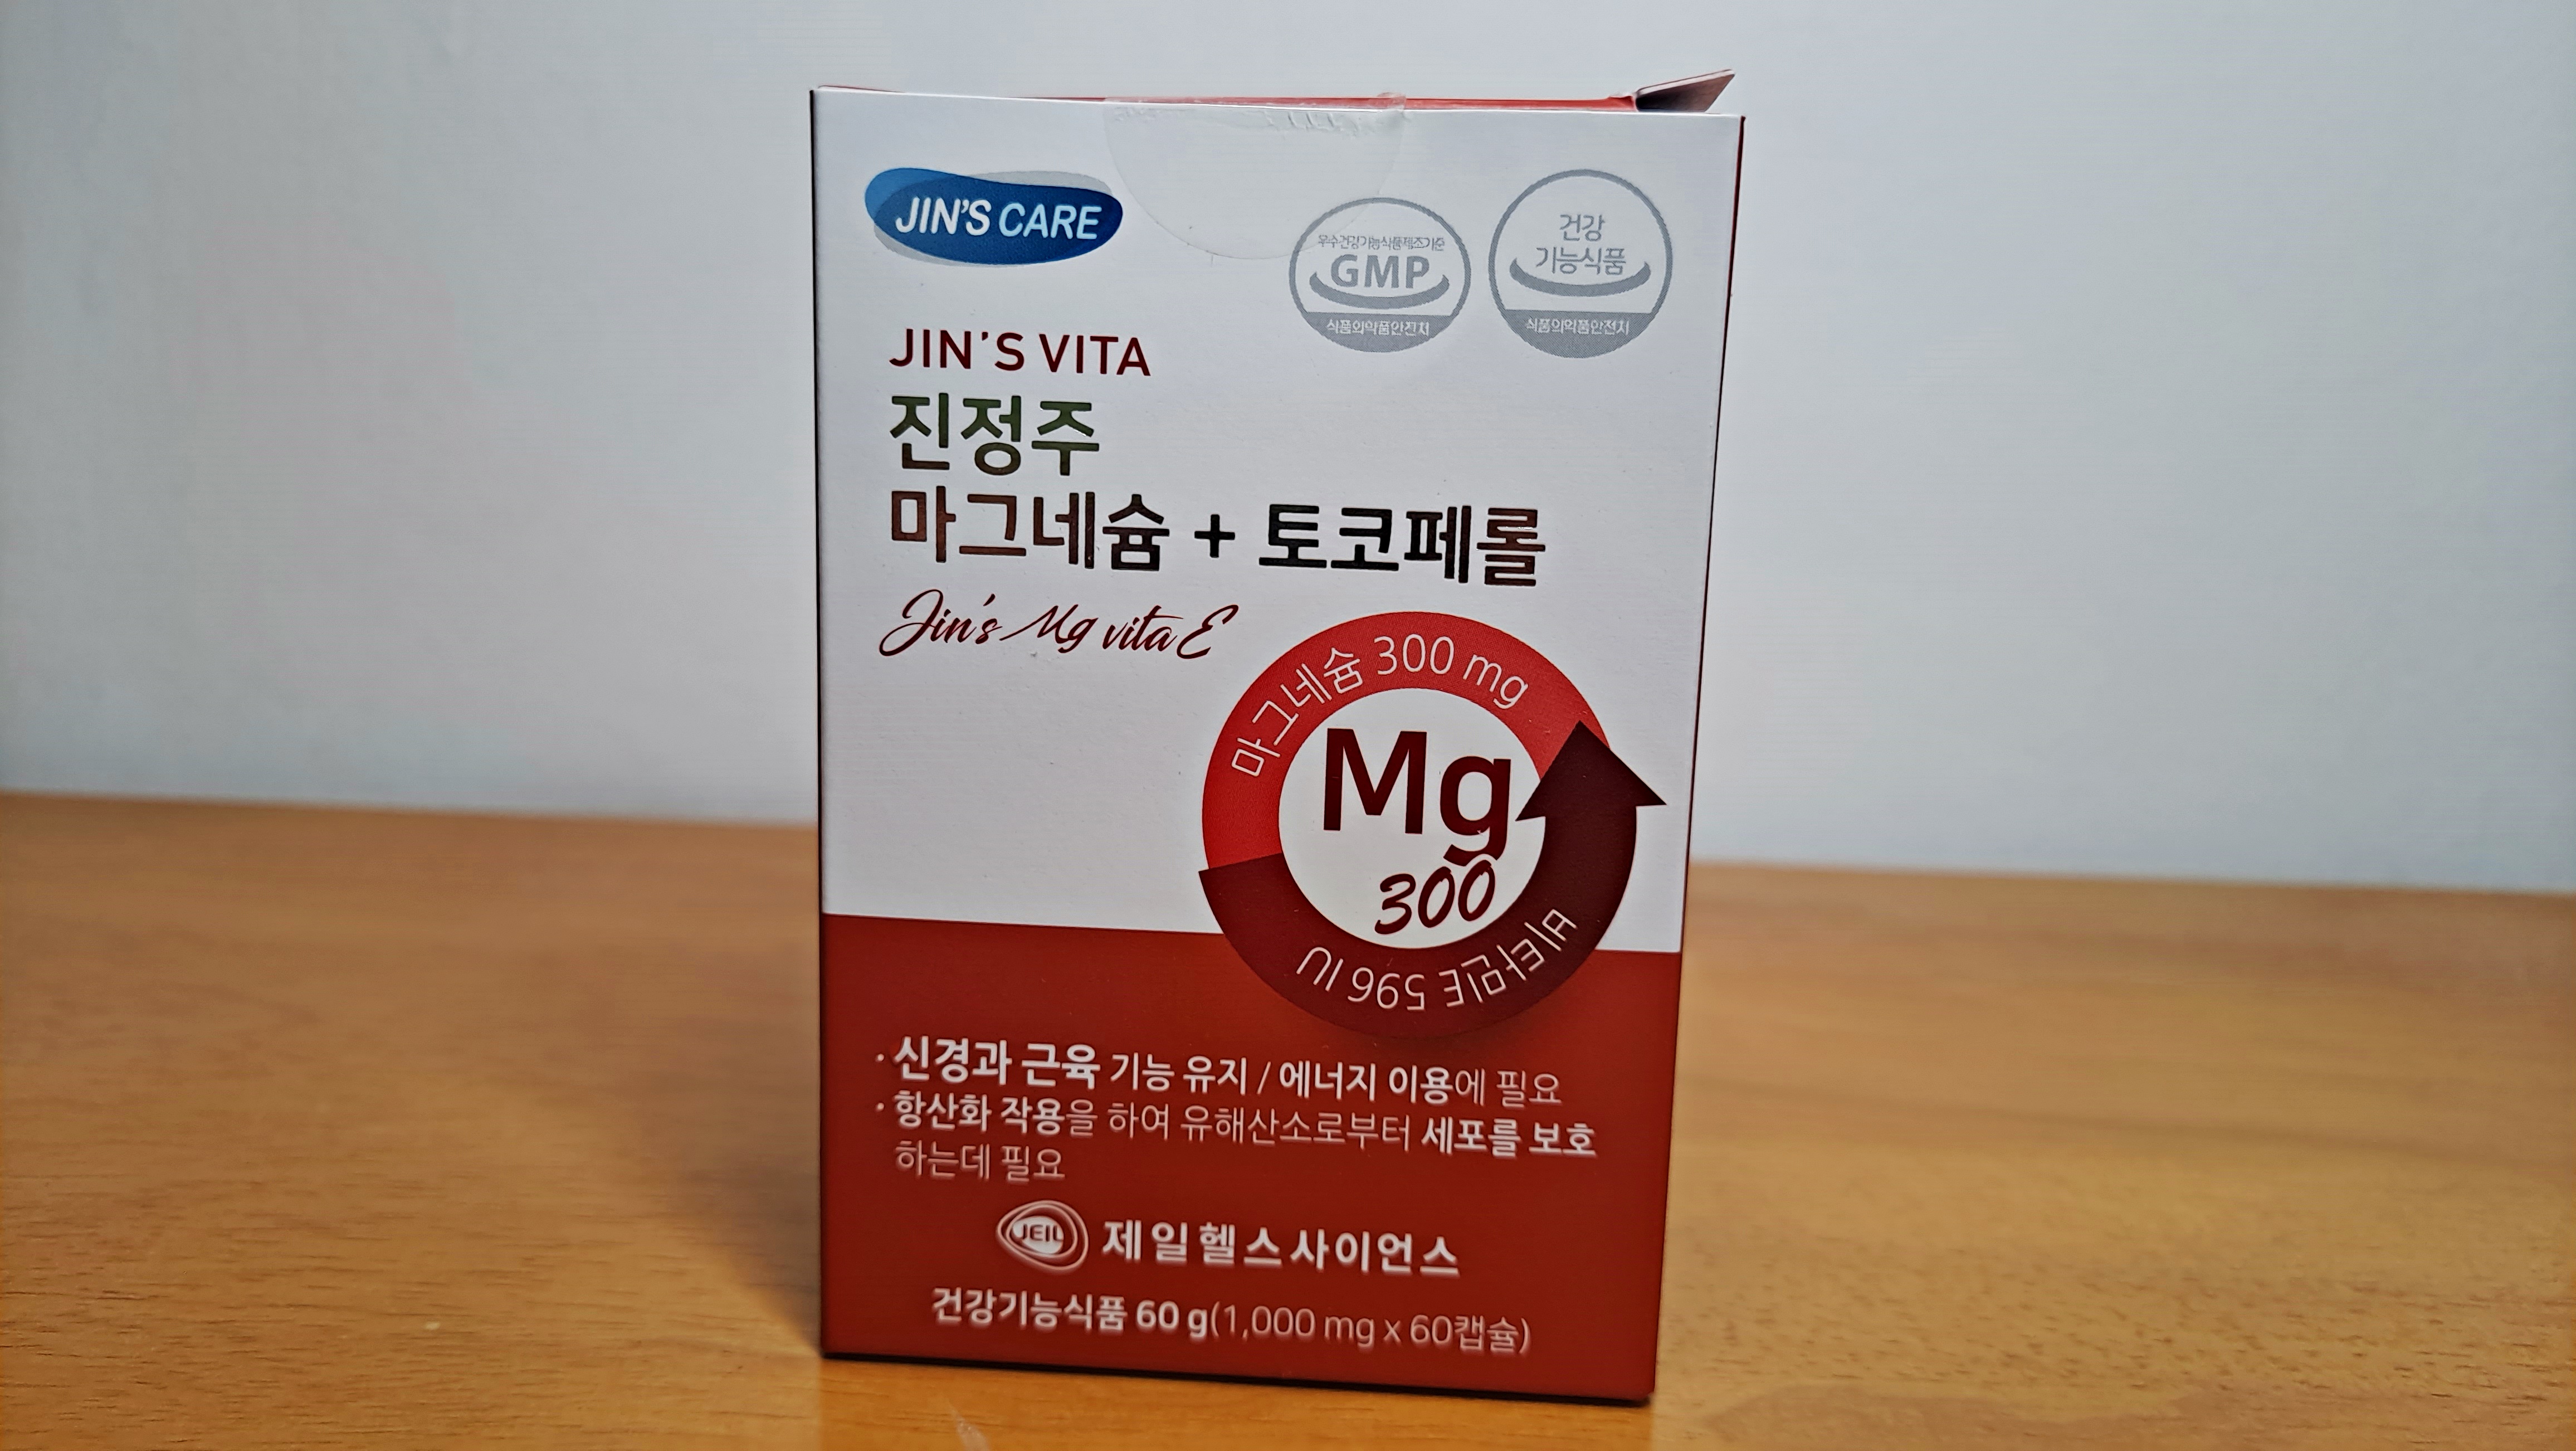 JIN'S CARE
우수건강기능식품제조기준
GMP
식품의약품안전처
건강
기능식품
식품의약품안전처
JIN'S VITA
진정주
마그네슘 + 토코페롤
Jin's Mg vita E
마그네슘 300 mg
Mg
300
비타민E 596 IU
· 신경과 근육 기능 유지 / 에너지 이용에 필요
· 항산화 작용을 하여 유해산소로부터 세포를 보호
하는데 필요
JEIL 제일헬스사이언스
건강기능식품 60 g(1,000 mg x 60캡슐)